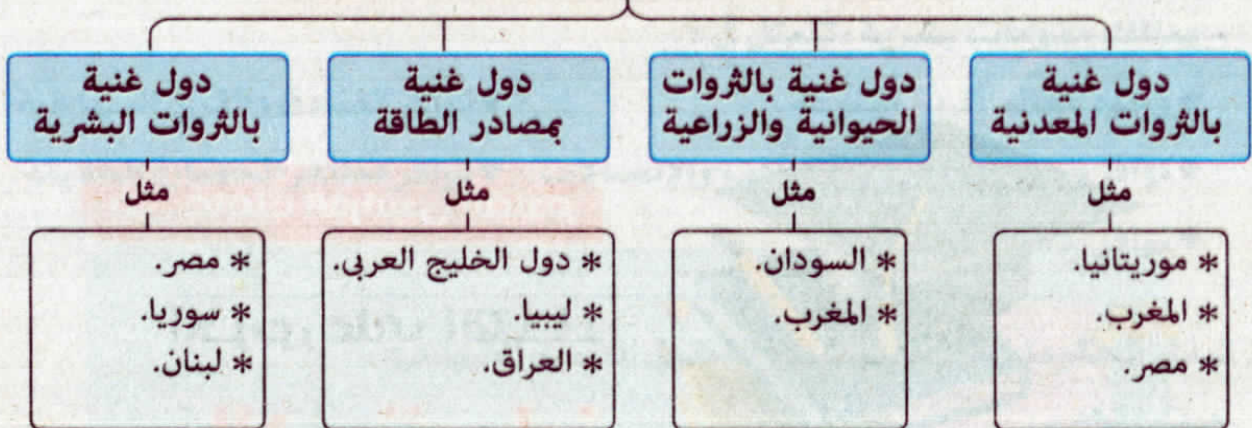 دول غنية
بالثروات المعدنية
مثل
* موريتانيا.
* المغرب.
* مصر.
دول غنية بالثروات
الحيوانية والزراعية
مثل
* السودان.
* المغرب.
دول غنية
بمصادر الطاقة
مثل
* دول الخليج العربى.
* ليبيا.
* العراق.
دول غنية
بالثروات البشرية
مثل
* مصر.
* سوريا.
* لبنان.